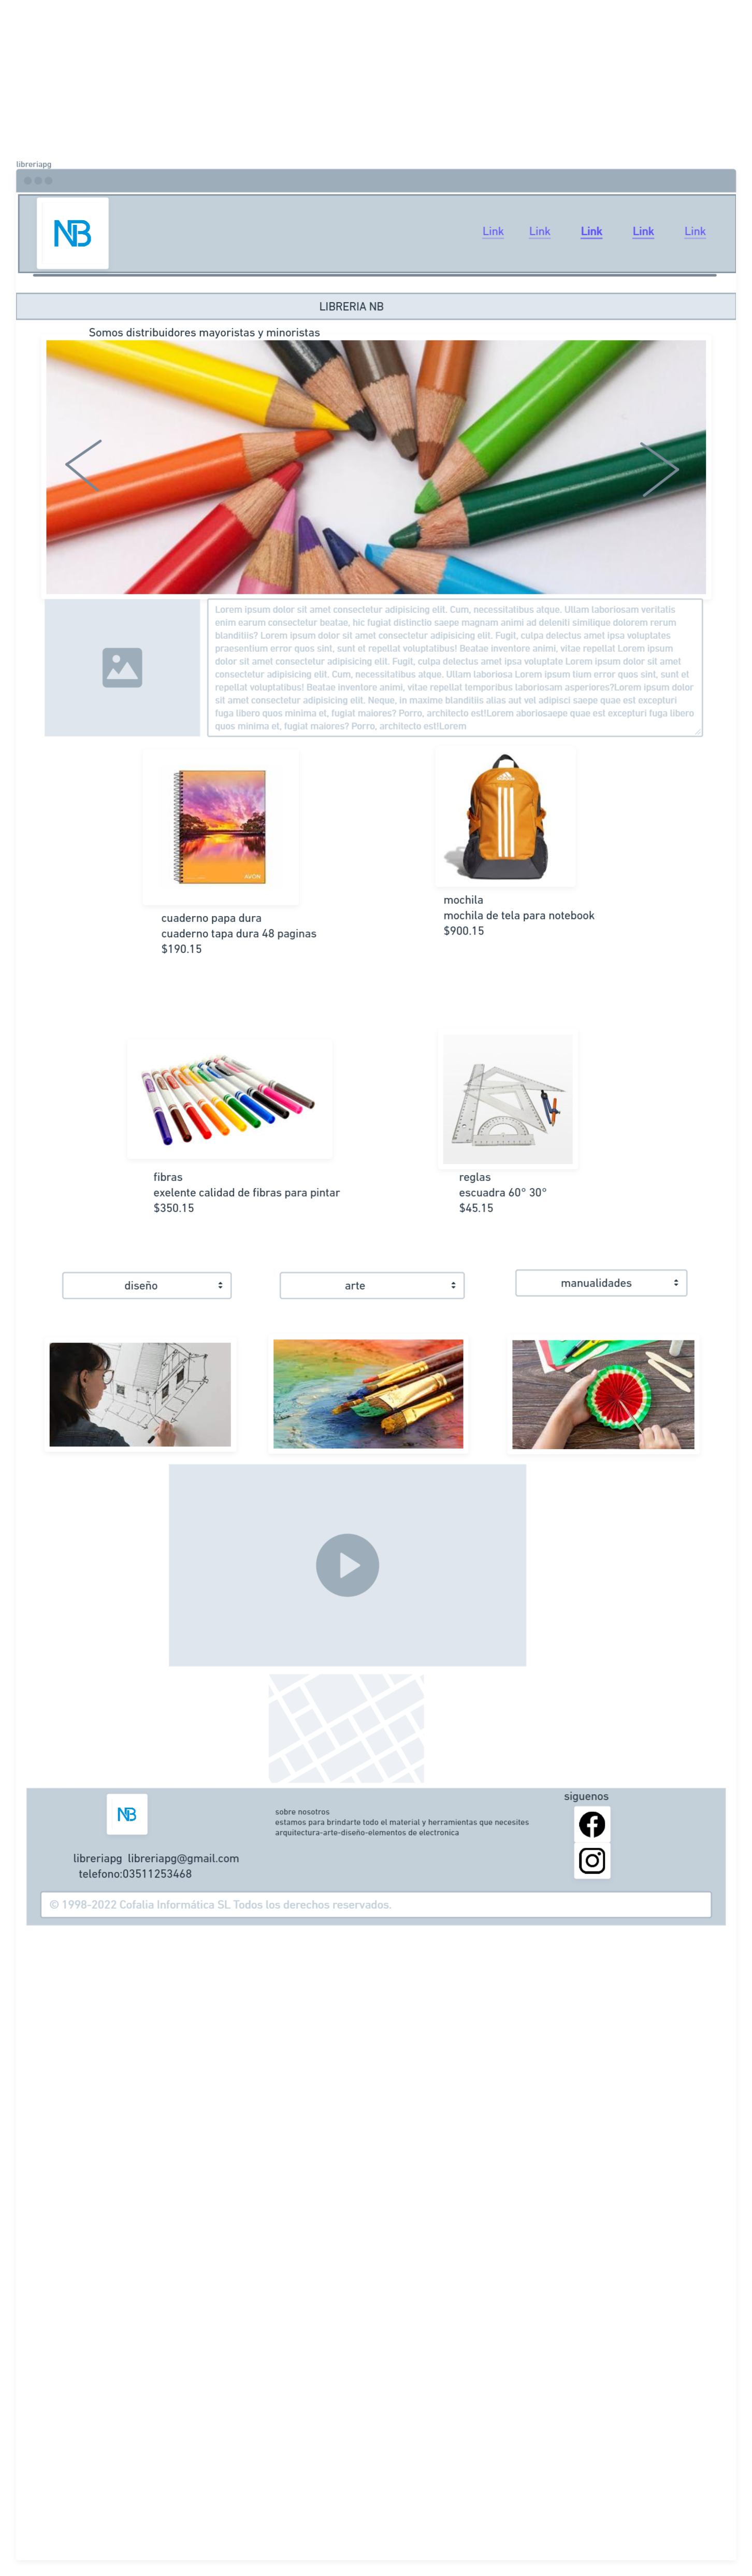 libreriapg
NB
Link Link Link Link Link
LIBRERIA NB
Somos distribuidores mayoristas y minoristas
Lorem ipsum dolor sit amet consectetur adipisicing elit. Cum, necessitatibus atque. Ullam laboriosam veritatis
enim earum consectetur beatae, hic fugiat distinctio saepe magnam animi ad deleniti similique dolorem rerum
blanditiis? Lorem ipsum dolor sit amet consectetur adipisicing elit. Fugit, culpa delectus amet ipsa voluptates
praesentium error quos sint, sunt et repellat voluptatibus! Beatae inventore animi, vitae repellat Lorem ipsum
dolor sit amet consectetur adipisicing elit. Fugit, culpa delectus amet ipsa voluptate Lorem ipsum dolor sit amet
consectetur adipisicing elit. Cum, necessitatibus atque. Ullam laboriosa Lorem ipsum tium error quos sint, sunt et
repellat voluptatibus! Beatae inventore animi, vitae repellat temporibus laboriosam asperiores?Lorem ipsum dolor
sit amet consectetur adipisicing elit. Neque, in maxime blanditiis alias aut vel adipisci saepe quae est excepturi
fuga libero quos minima et, fugiat maiores? Porro, architecto est!Lorem aboriosaepe quae est excepturi fuga libero
quos minima et, fugiat maiores? Porro, architecto est!Lorem
AVON
adidas
cuaderno papa dura
cuaderno tapa dura 48 paginas
$190.15
mochila
mochila de tela para notebook
$900.15
fibras
exelente calidad de fibras para pintar
$350.15
reglas
escuadra 60° 30°
$45.15
diseño
arte
manualidades
NB
libreriapg libreriapg@gmail.com
telefono:03511253468
sobre nosotros
estamos para brindarte todo el material y herramientas que necesites
arquitectura-arte-diseño-elementos de electronica
siguenos
© 1998-2022 Cofalia Informática SL Todos los derechos reservados.